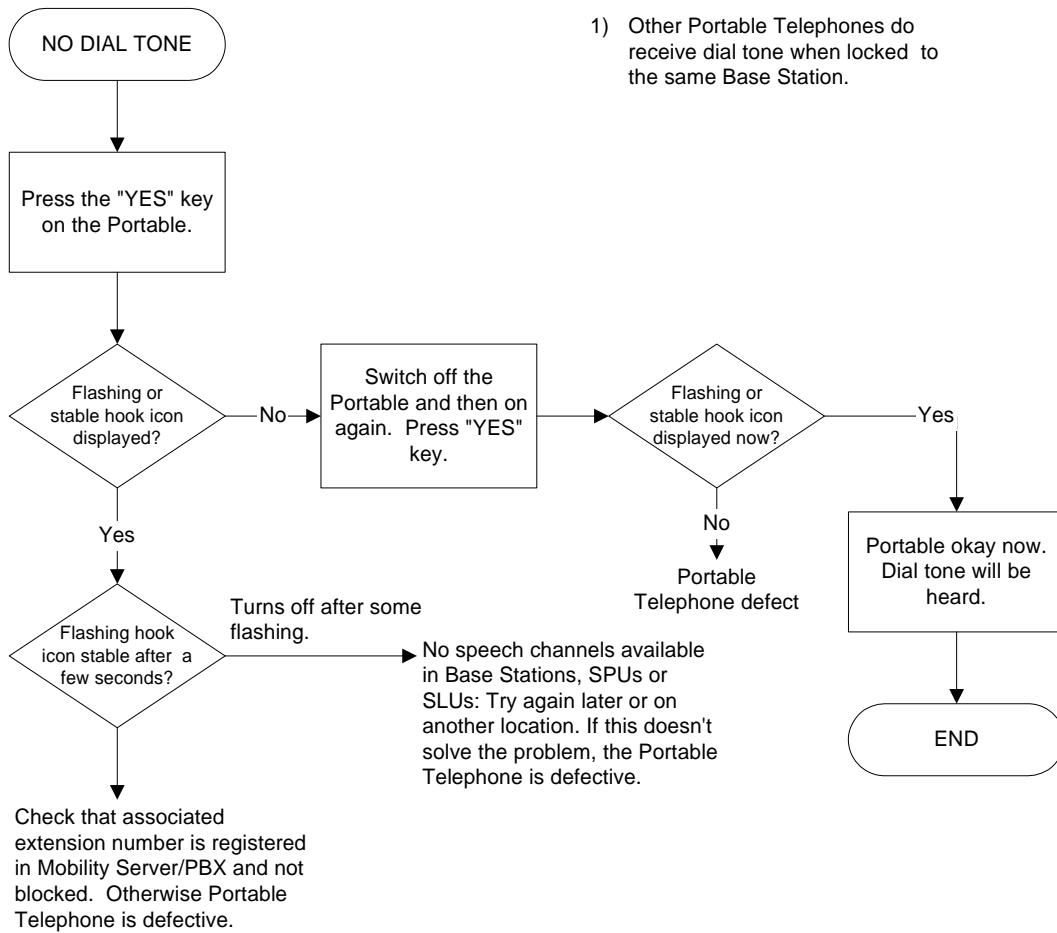 NO DIAL TONE
1) Other Portable Telephones do
receive dial tone when locked to
the same Base Station.
Press the "YES" key
on the Portable.
Flashing or
stable hook icon
displayed?
No
Switch off the
Portable and then on
again. Press "YES"
key.
Flashing or
stable hook icon
displayed now?
Yes
Yes
No
Portable
Telephone defect
Portable okay now.
Dial tone will be
heard.
Flashing hook
icon stable after a
few seconds?
Turns off after some
flashing.
No speech channels available
in Base Stations, SPUs or
SLUs: Try again later or on
another location. If this doesn't
solve the problem, the Portable
Telephone is defective.
END
Check that associated
extension number is registered
in Mobility Server/PBX and not
blocked. Otherwise Portable
Telephone is defective.